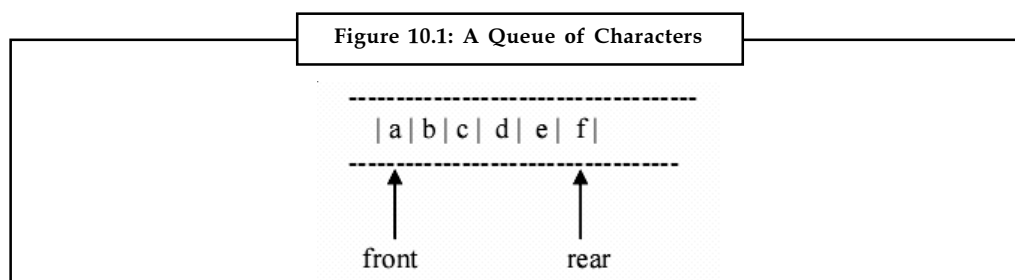 Figure 10.1: A Queue of Characters
| a | b | c | d | e | f |
front rear